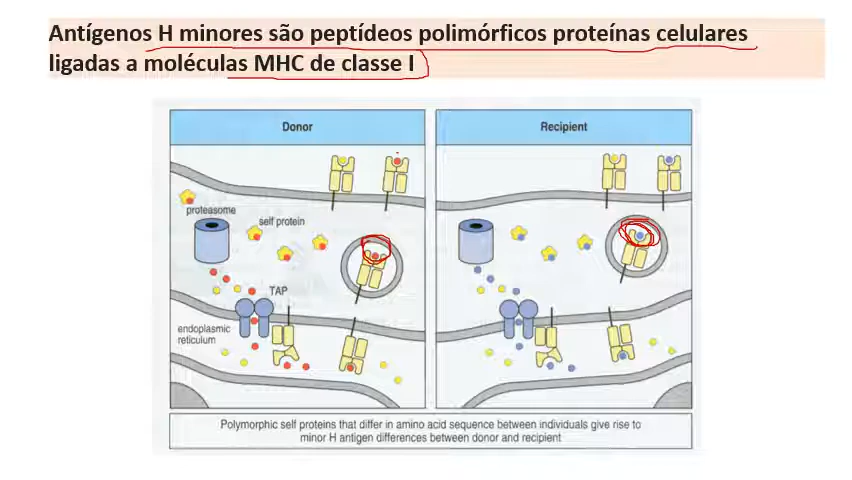 Antígenos H minores são peptídeos polimórficos proteínas celulares
ligadas a moléculas MHC de classe I
Donor
Recipient
proteasome
self protein
TAP
endoplasmic
reticulum
Polymorphic self proteins that differ in amino acid sequence between individuals give rise to
minor H antigen differences between donor and recipient